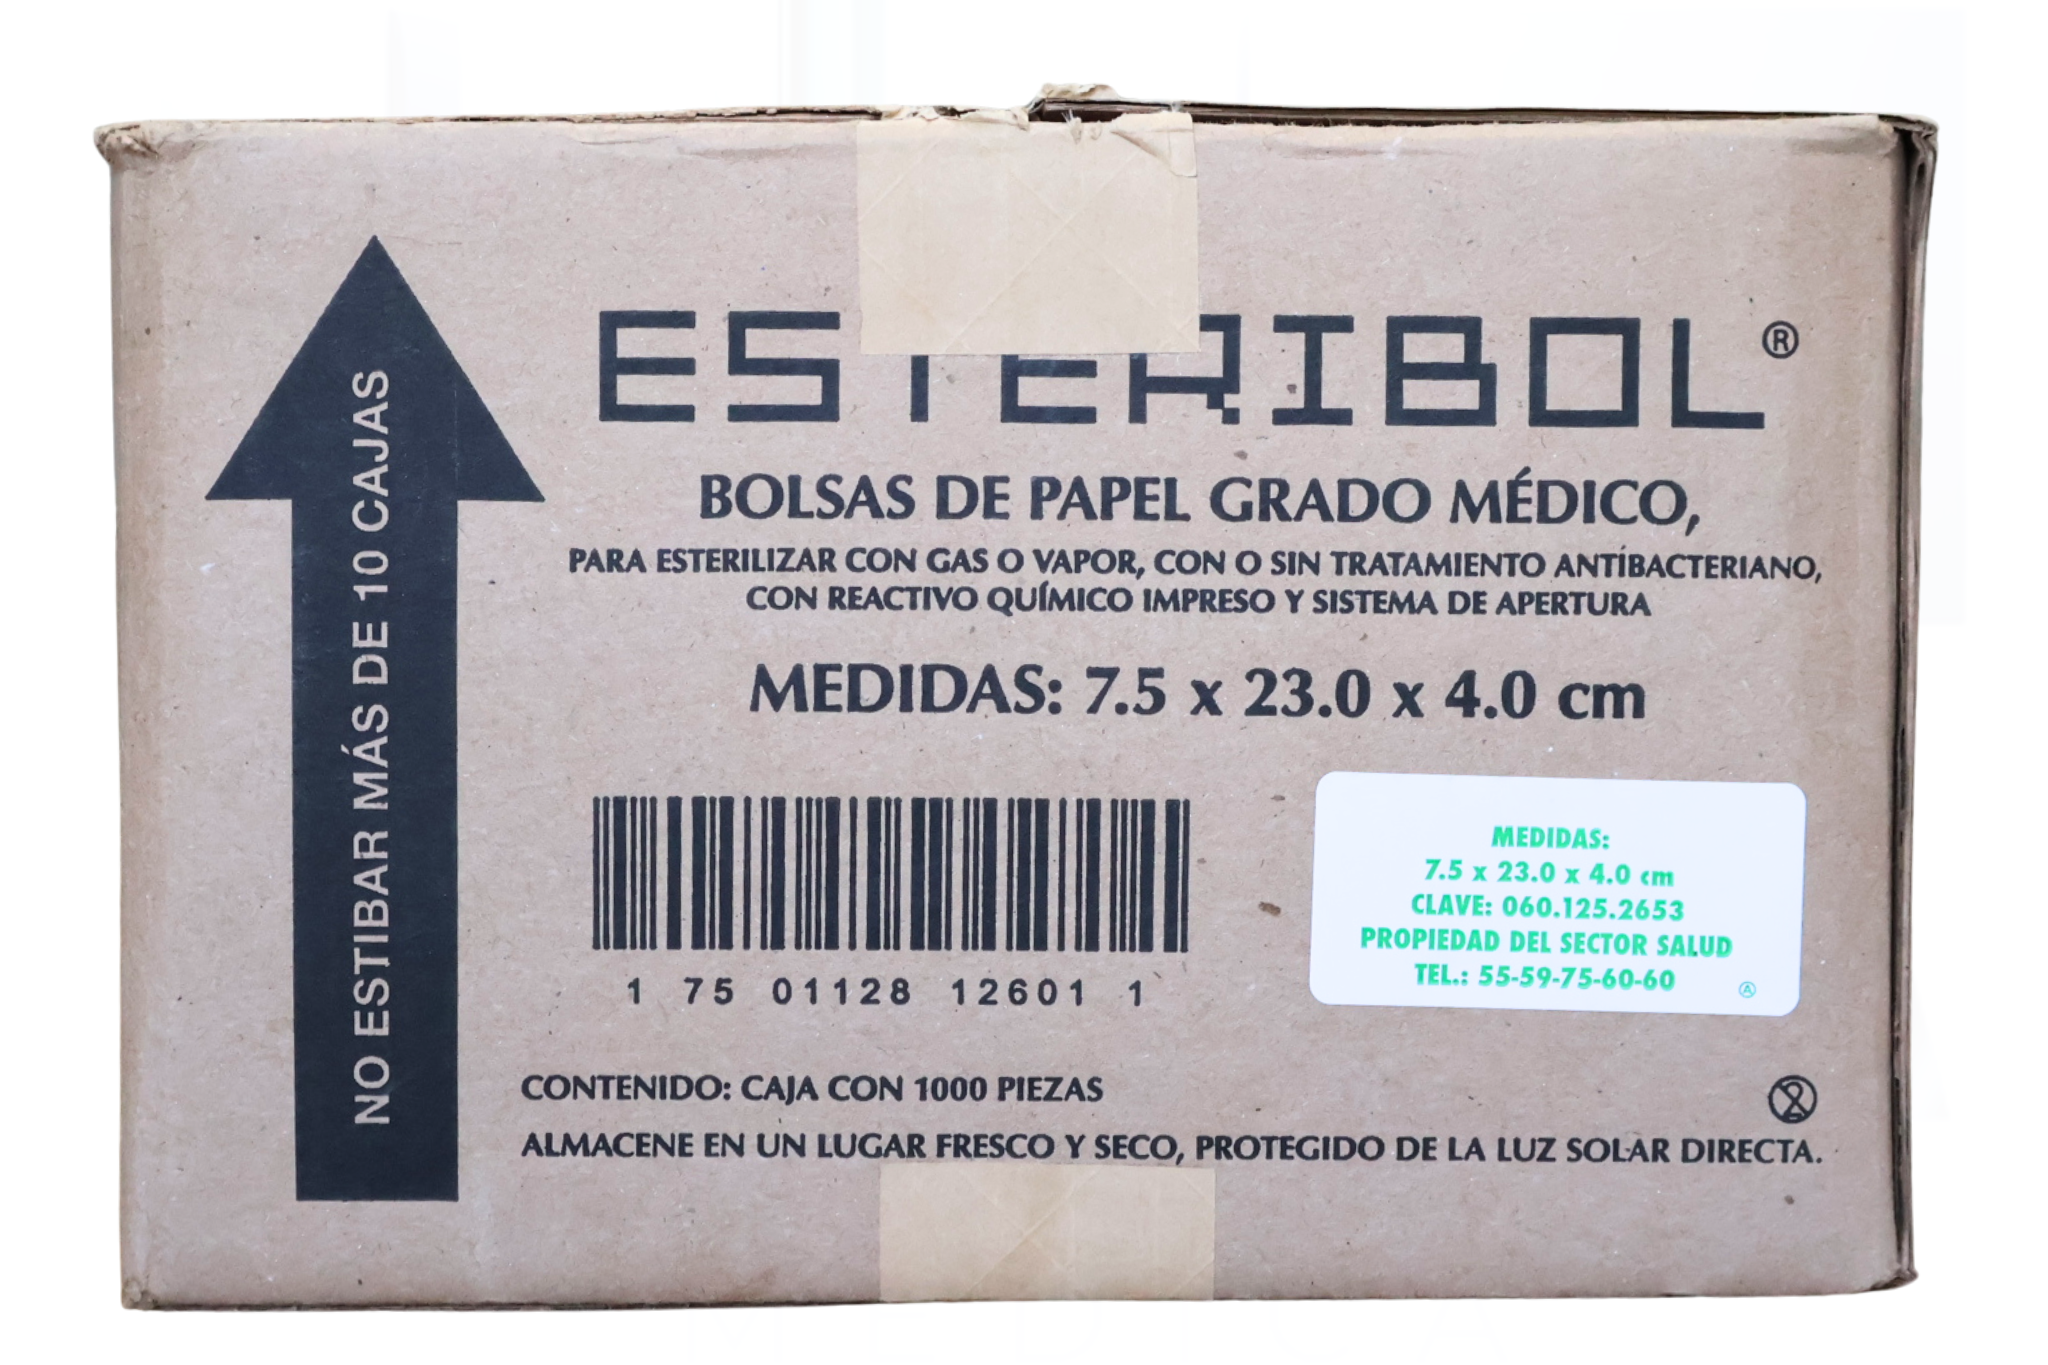 ESTERIBOL®
BOLSAS DE PAPEL GRADO MÉDICO,
PARA ESTERILIZAR CON GAS O VAPOR, CON O SIN TRATAMIENTO ANTÍBACTERIANO,
CON REACTIVO QUÍMICO IMPRESO Y SISTEMA DE APERTURA
MEDIDAS: 7.5 x 23.0 x 4.0 cm
NO ESTIBAR MÁS DE 10 CAJAS
1 75 01128 12601 1
MEDIDAS:
7.5 x 23.0 x 4.0 cm
CLAVE: 060.125.2653
PROPIEDAD DEL SECTOR SALUD
TEL.: 55-59-75-60-60
A
CONTENIDO: CAJA CON 1000 PIEZAS
2
ALMACENE EN UN LUGAR FRESCO Y SECO, PROTEGIDO DE LA LUZ SOLAR DIRECTA.